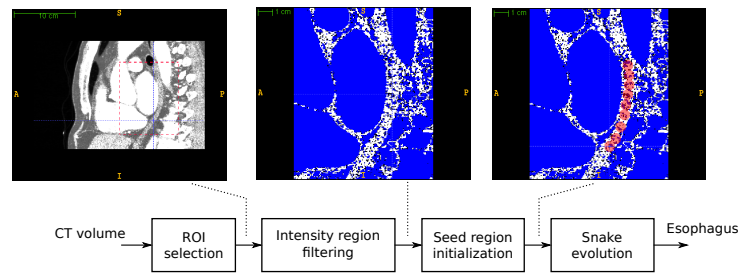 10 cm
S
A
P
I
1 cm
S
A
P
I
1 cm
S
A
P
I
CT volume
ROI
selection
Intensity region
filtering
Seed region
initialization
Snake
evolution
Esophagus